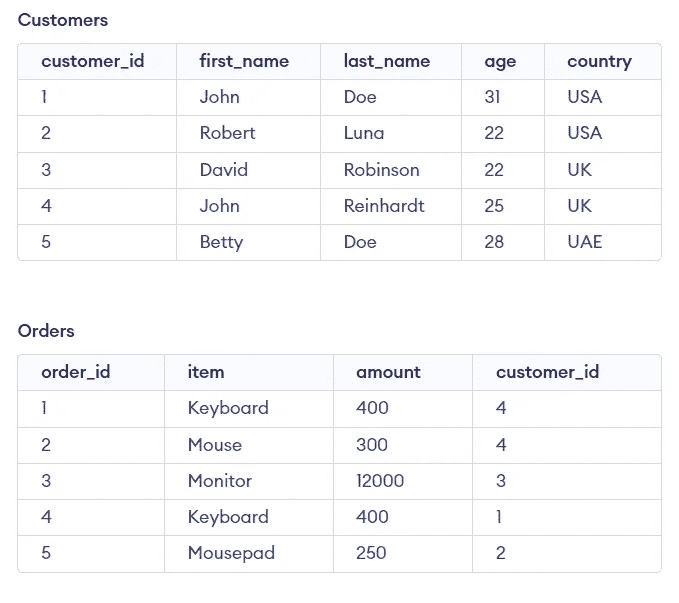 Customers
customer_id first_name last_name age country
1 John Doe 31 USA
2 Robert Luna 22 USA
3 David Robinson 22 UK
4 John Reinhardt 25 UK
5 Betty Doe 28 UAE
Orders
order_id item amount customer_id
1 Keyboard 400 4
2 Mouse 300 4
3 Monitor 12000 3
4 Keyboard 400 1
5 Mousepad 250 2